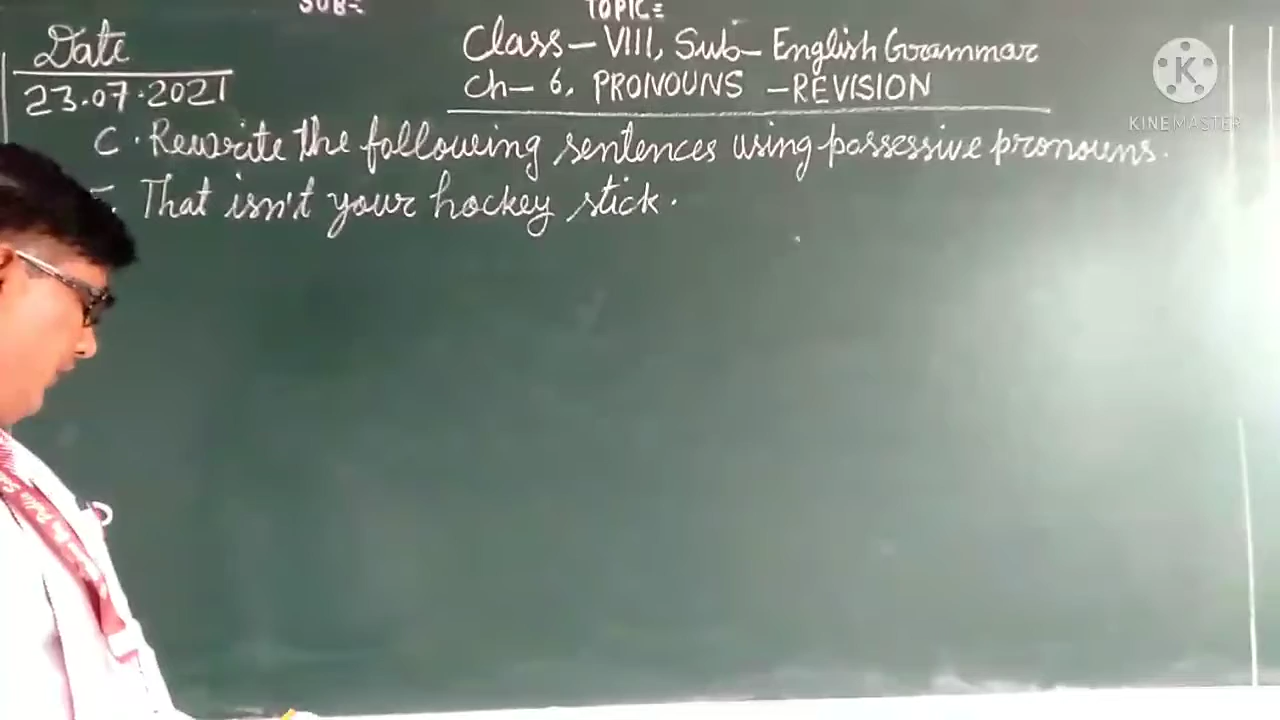 SUB-:
TOPIC:
Date
23.07.2021
Class - VIII, Sub - English Grammar
Ch - 6. PRONOUNS - REVISION
KINEMASTER
C. Rewrite the following sentences using possessive pronouns.
That isn't your hockey stick.